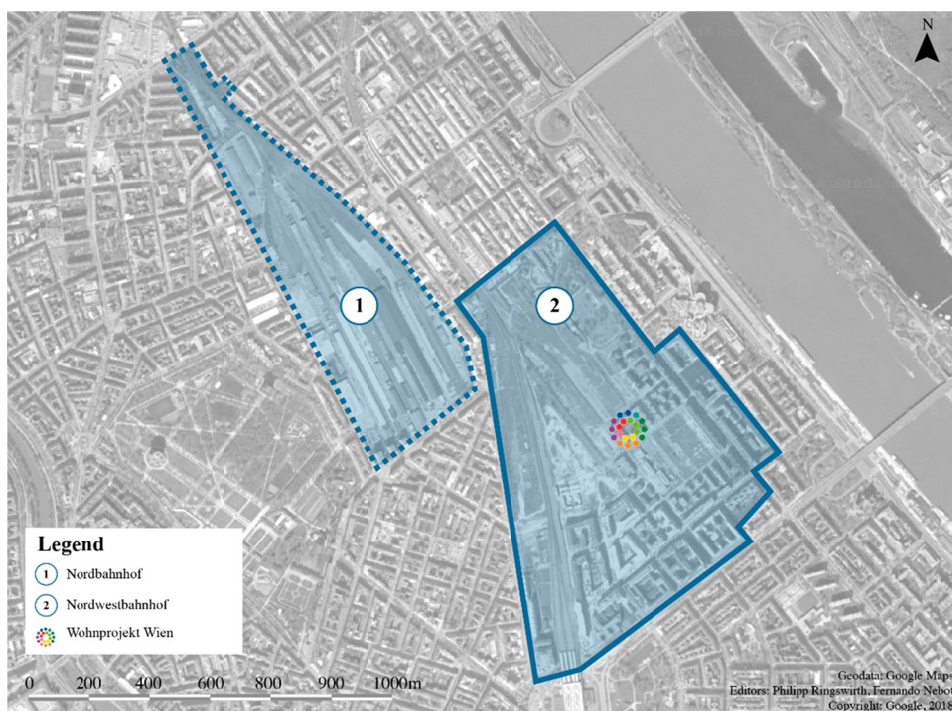 N
1
2
Legend
1 Nordbahnhof
2 Nordwestbahnhof
Wohnprojekt Wien
0 200 400 600 800 900 1000m
Geodata: Google Maps
Editors: Philipp Ringswirth, Fernando Nebot
Copyright: Google,